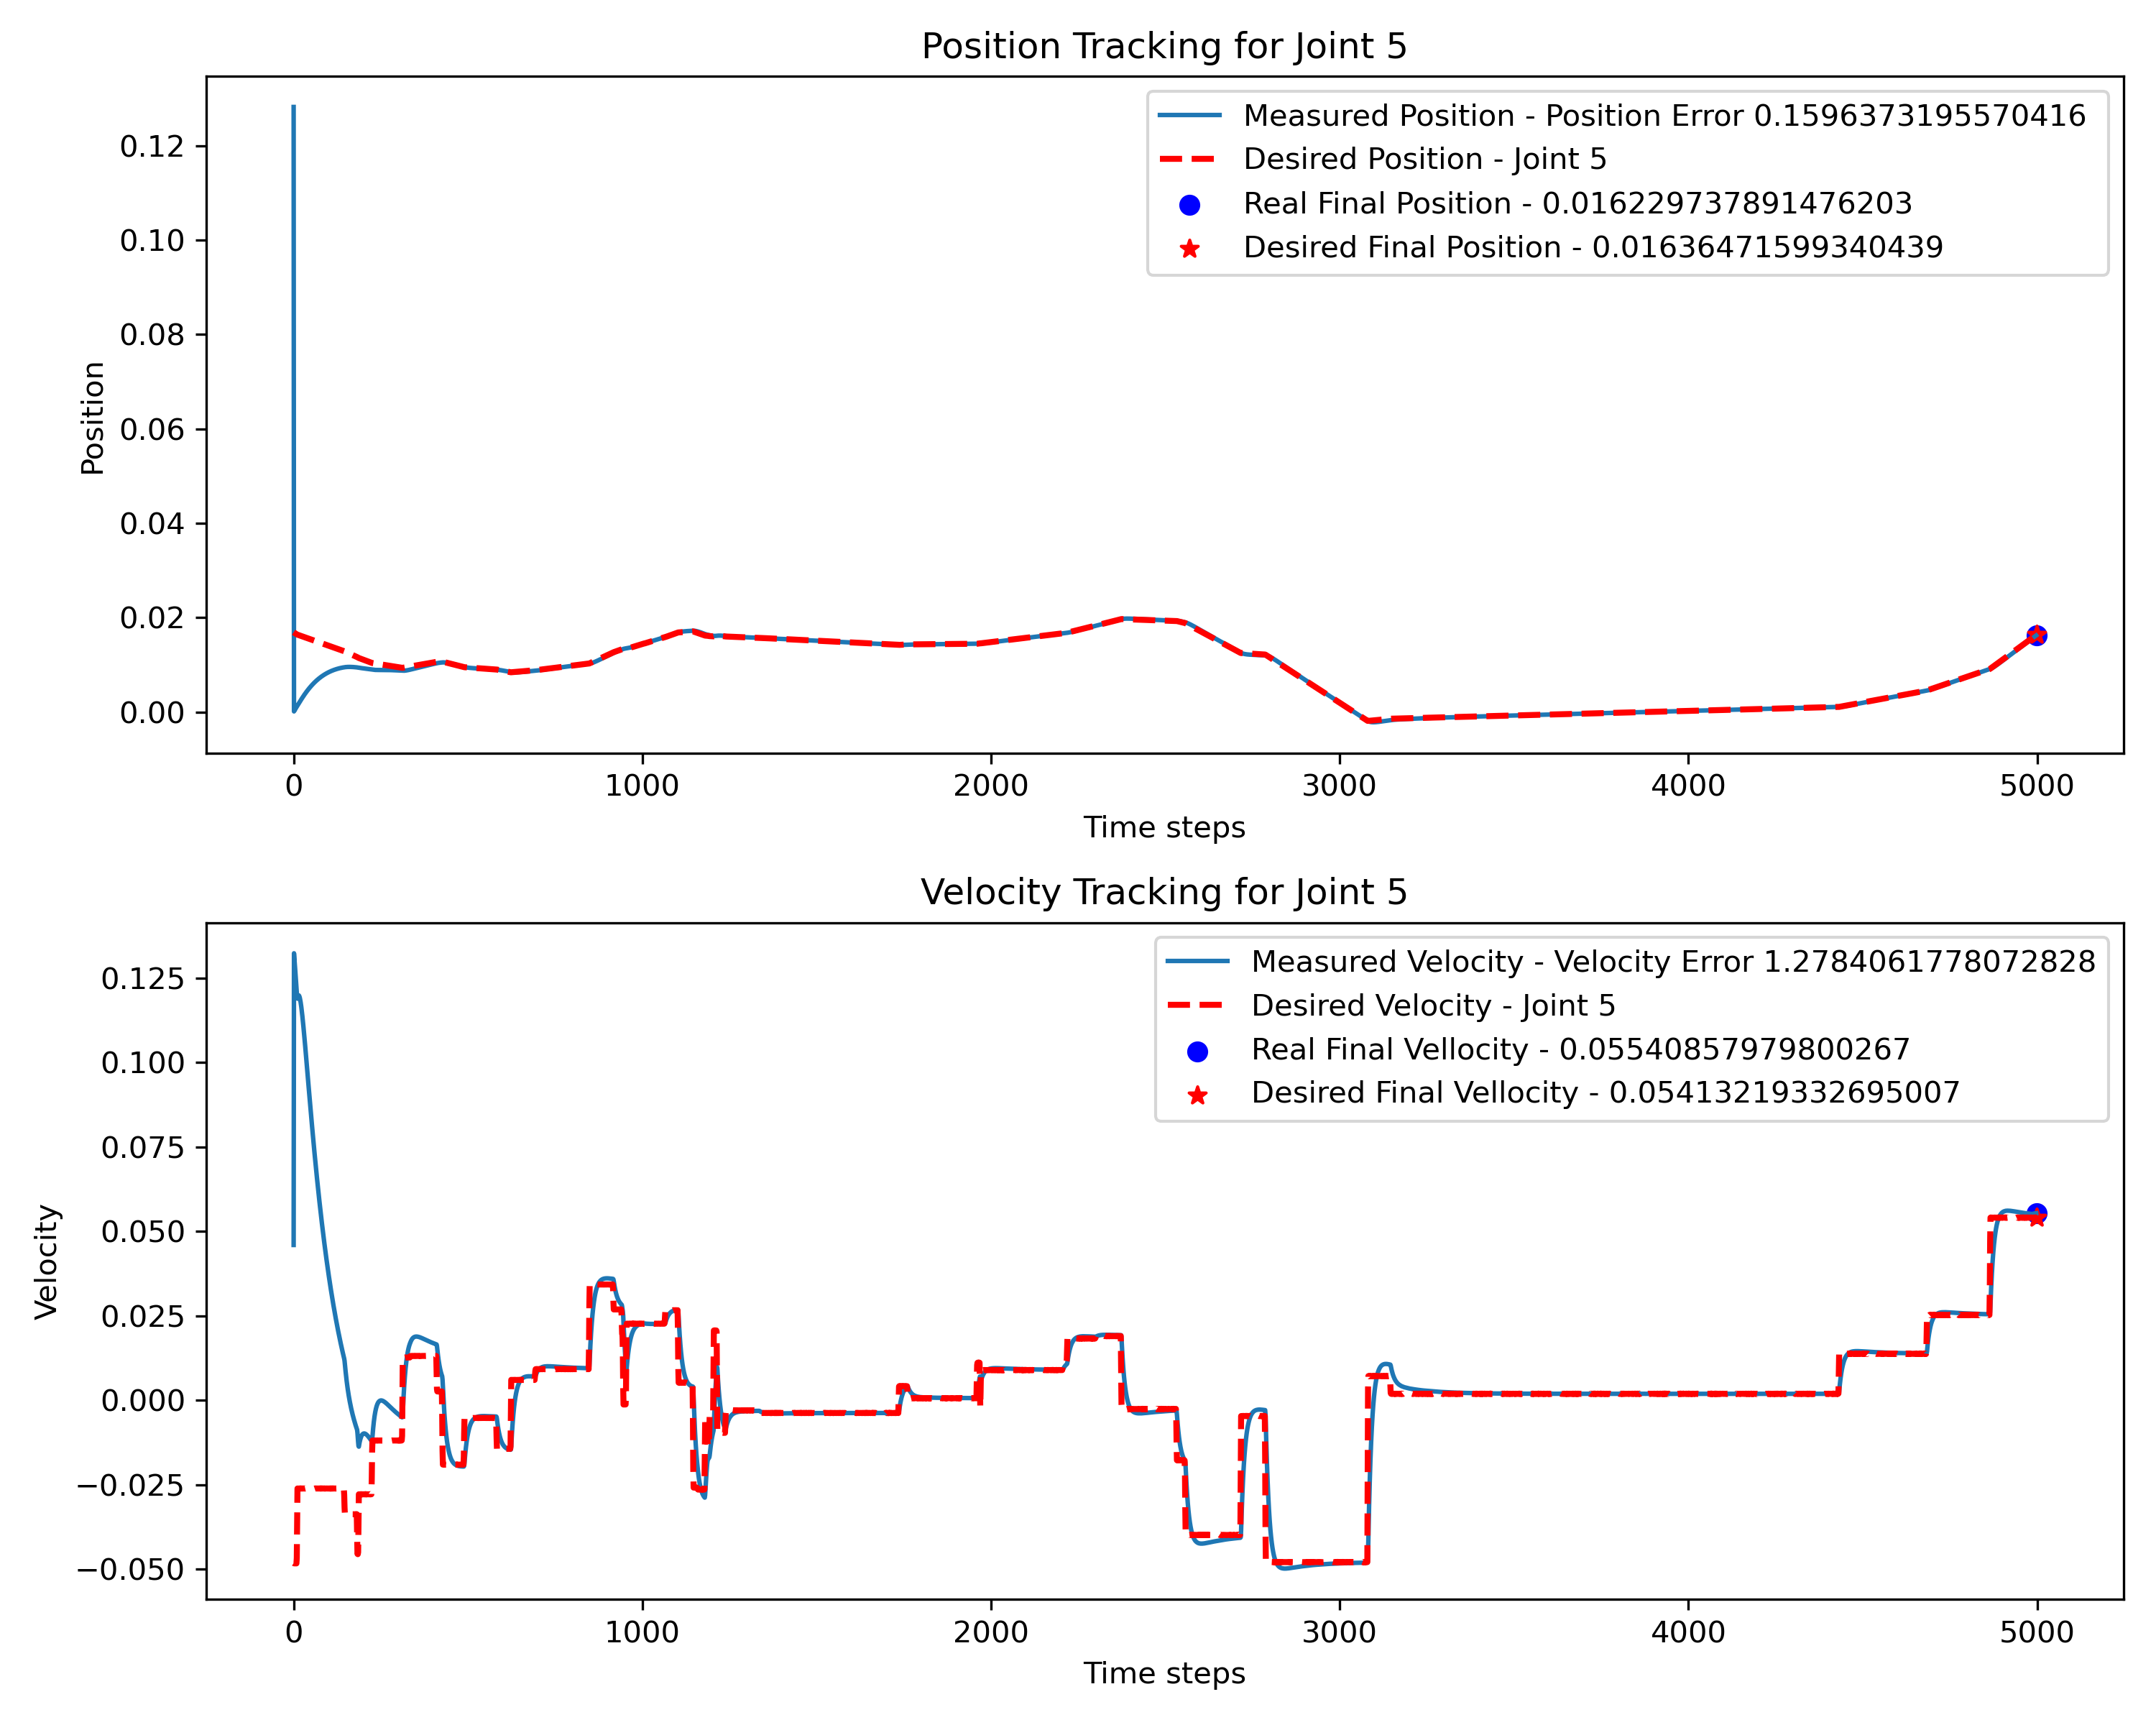 Position Tracking for Joint 5
Measured Position - Position Error 0.1596373195570416
Desired Position - Joint 5
Real Final Position - 0.016229737891476203
Desired Final Position - 0.01636471599340439
0.12
0.10
0.08
0.06
0.04
0.02
0.00
Position
0 1000 2000 3000 4000 5000
Time steps
Velocity Tracking for Joint 5
Measured Velocity - Velocity Error 1.2784061778072828
Desired Velocity - Joint 5
Real Final Vellocity - 0.05540857979800267
Desired Final Vellocity - 0.05413219332695007
0.125
0.100
0.075
0.050
0.025
0.000
−0.025
−0.050
Velocity
0 1000 2000 3000 4000 5000
Time steps